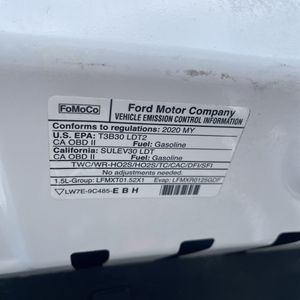 FoMoCo
Ford Motor Company
VEHICLE EMISSION CONTROL INFORMATION
Conforms to regulations: 2020 MY
U.S. EPA: T3B30 LDT2
CA OBD II Fuel: Gasoline
California: SULEV30 LDT
CA OBD II Fuel: Gasoline
TWC/WR-HO2S/HO2S/TC/CAC/DFI/SFI
No adjustments needed.
1.5L-Group: LFMXT01.52X1 Evap: LFMXR0125GDF
LW7E-9C485-EBH